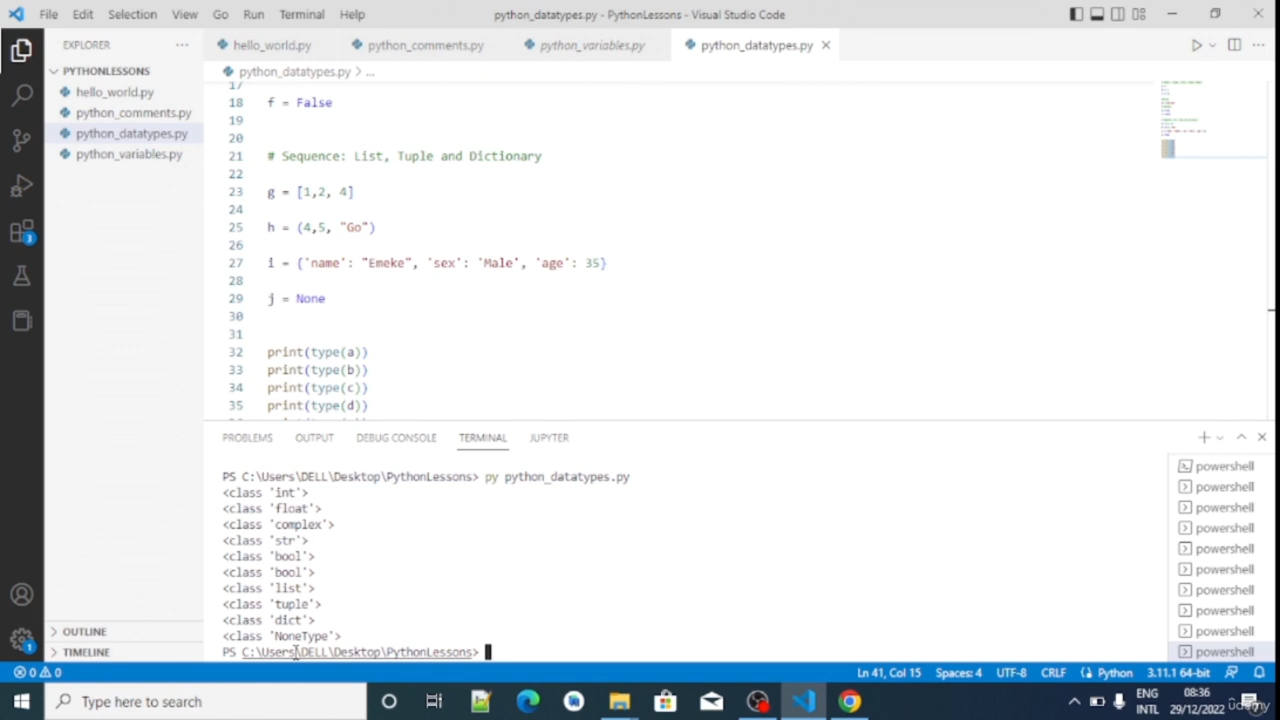 File Edit Selection View Go Run Terminal Help
python_datatypes.py - PythonLessons - Visual Studio Code
EXPLORER
hello_world.py
python_comments.py
python_variables.py
python_datatypes.py
PYTHONLESSONS
python_datatypes.py > ...
hello_world.py
python_comments.py
python_datatypes.py
python_variables.py
17
18 f = False
19
20
21 # Sequence: List, Tuple and Dictionary
22
23 g = [1,2, 4]
24
25 h = (4,5, "Go")
26
27 i = {'name': "Emeke", 'sex': 'Male', 'age': 35}
28
29 j = None
30
31
32 print(type(a))
33 print(type(b))
34 print(type(c))
35 print(type(d))
PROBLEMS OUTPUT DEBUG CONSOLE TERMINAL JUPYTER
PS C:\Users\DELL\Desktop\PythonLessons> py python_datatypes.py
<class 'int'>
<class 'float'>
<class 'complex'>
<class 'str'>
<class 'bool'>
<class 'bool'>
<class 'list'>
<class 'tuple'>
<class 'dict'>
<class 'NoneType'>
PS C:\Users\DELL\Desktop\PythonLessons>
powershell
powershell
powershell
powershell
powershell
powershell
powershell
powershell
powershell
powershell
3
1
OUTLINE
TIMELINE
0 0
Ln 41, Col 15 Spaces: 4 UTF-8 CRLF Python 3.11.1 64-bit
Type here to search
ENG
INTL
08:36
29/12/2022
udemy